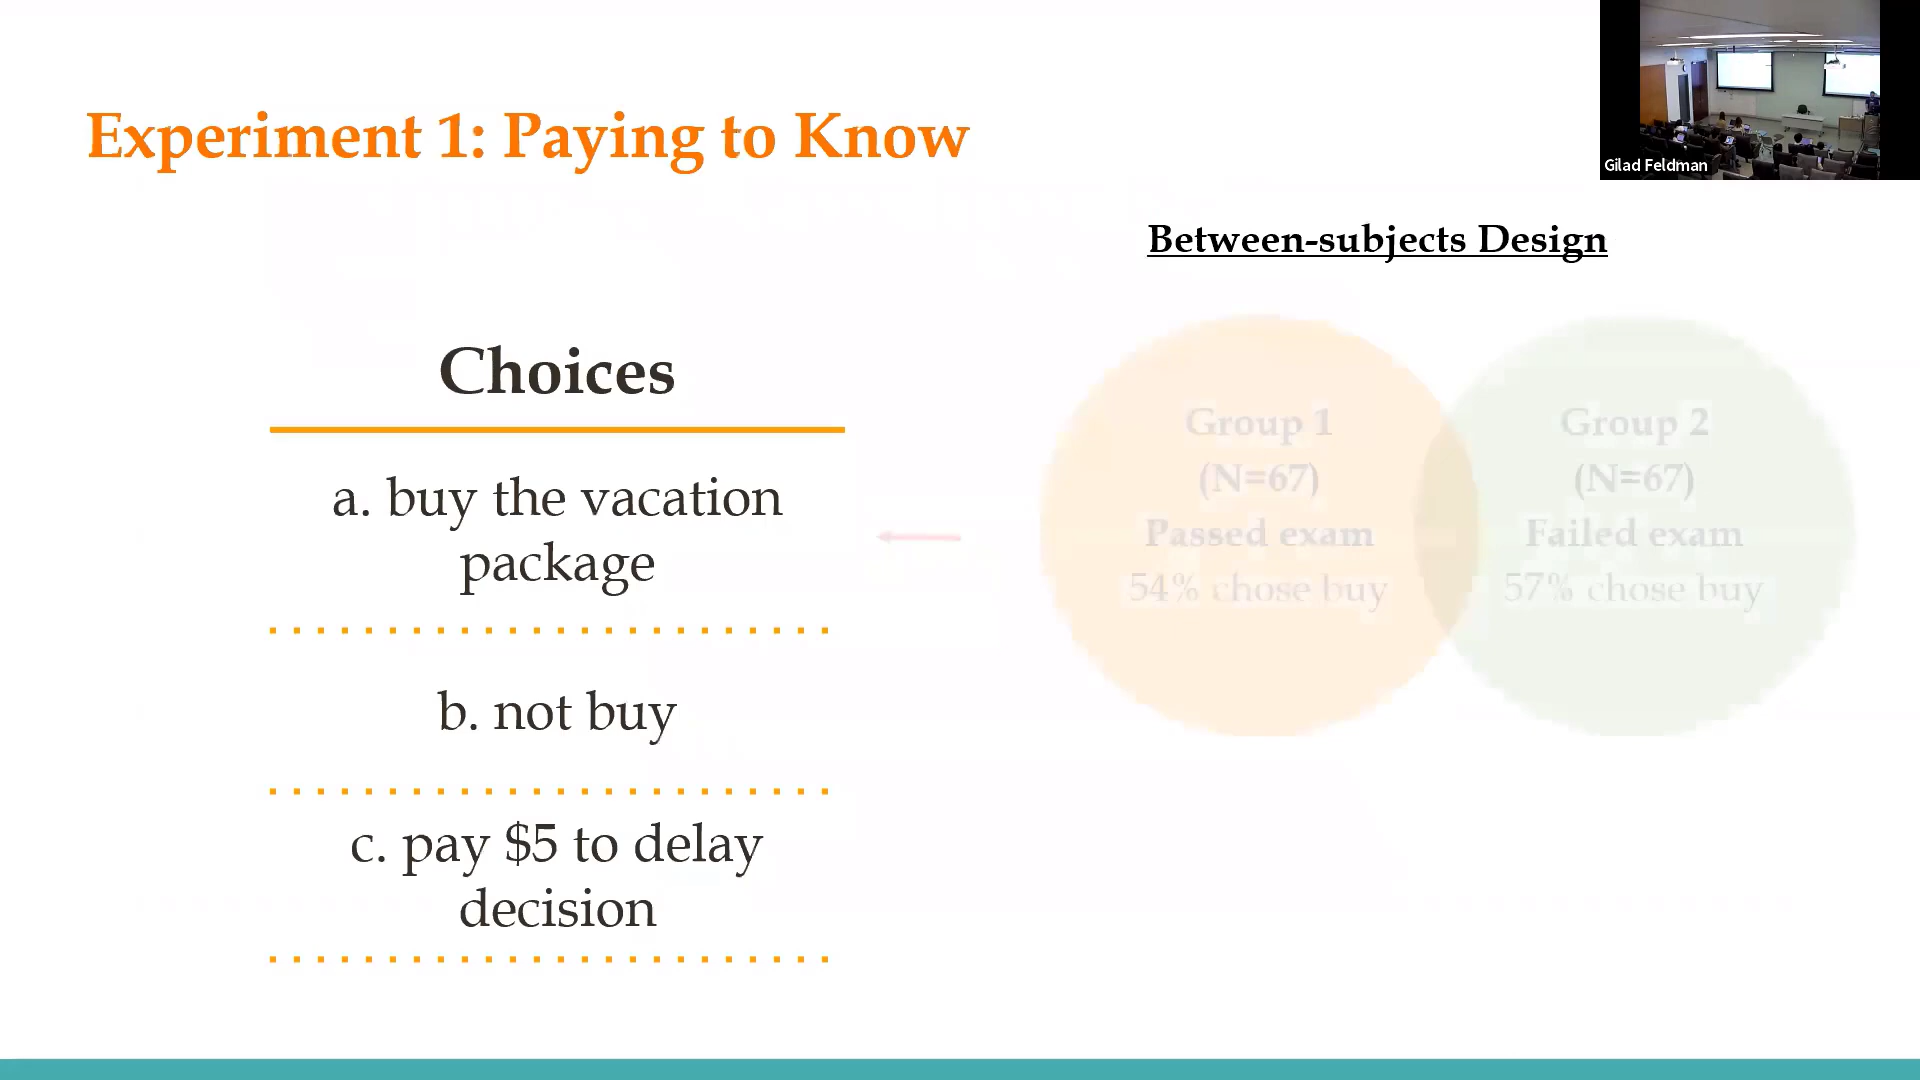 Experiment 1: Paying to Know
Gilad Feldman
Between-subjects Design
Choices
a. buy the vacation
package
b. not buy
c. pay $5 to delay
decision
Group 1
(N=67)
Passed exam
54% chose buy
Group 2
(N=67)
Failed exam
57% chose buy